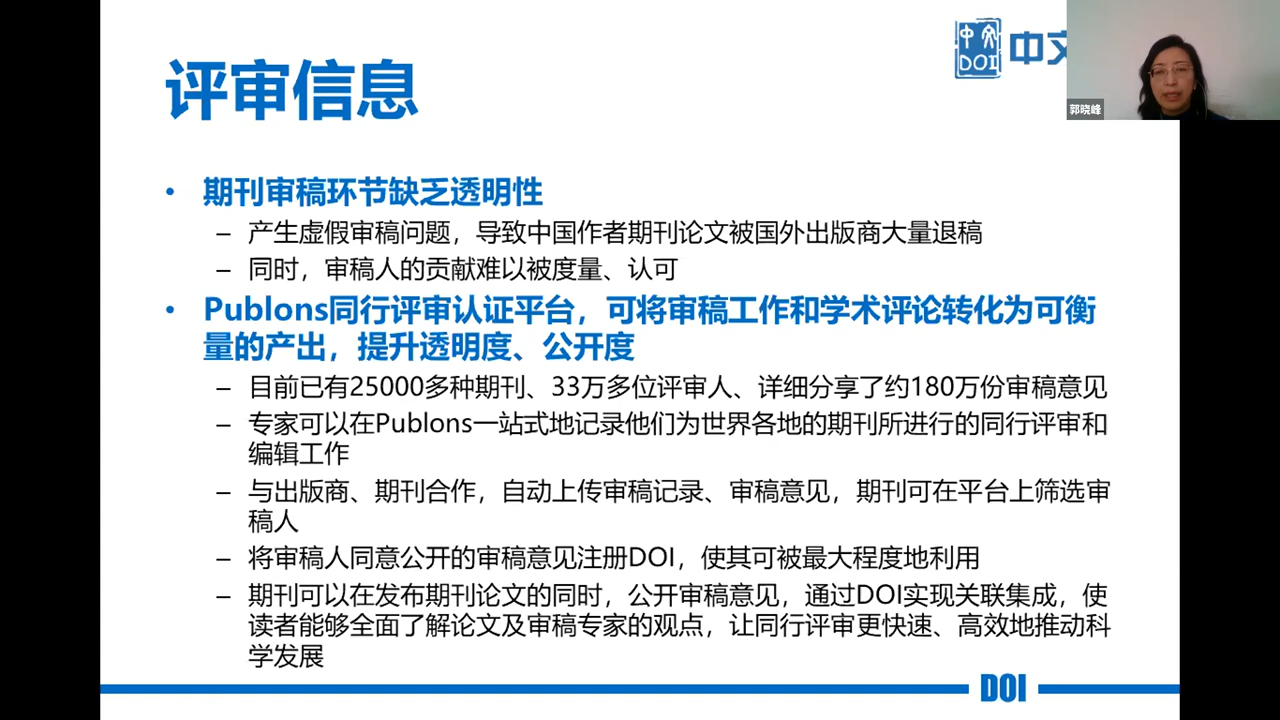 评审信息
中文
DOI
中文
郭晓峰
• 期刊审稿环节缺乏透明性
– 产生虚假审稿问题，导致中国作者期刊论文被国外出版商大量退稿
– 同时，审稿人的贡献难以被度量、认可
• Publons同行评审认证平台，可将审稿工作和学术评论转化为可衡
量的产出，提升透明度、公开度
– 目前已有25000多种期刊、33万多位评审人、详细分享了约180万份审稿意见
– 专家可以在Publons一站式地记录他们为世界各地的期刊所进行的同行评审和
编辑工作
– 与出版商、期刊合作，自动上传审稿记录、审稿意见，期刊可在平台上筛选审
稿人
– 将审稿人同意公开的审稿意见注册DOI，使其可被最大程度地利用
– 期刊可以在发布期刊论文的同时，公开审稿意见，通过DOI实现关联集成，使
读者能够全面了解论文及审稿专家的观点，让同行评审更快速、高效地推动科
学发展
DOI